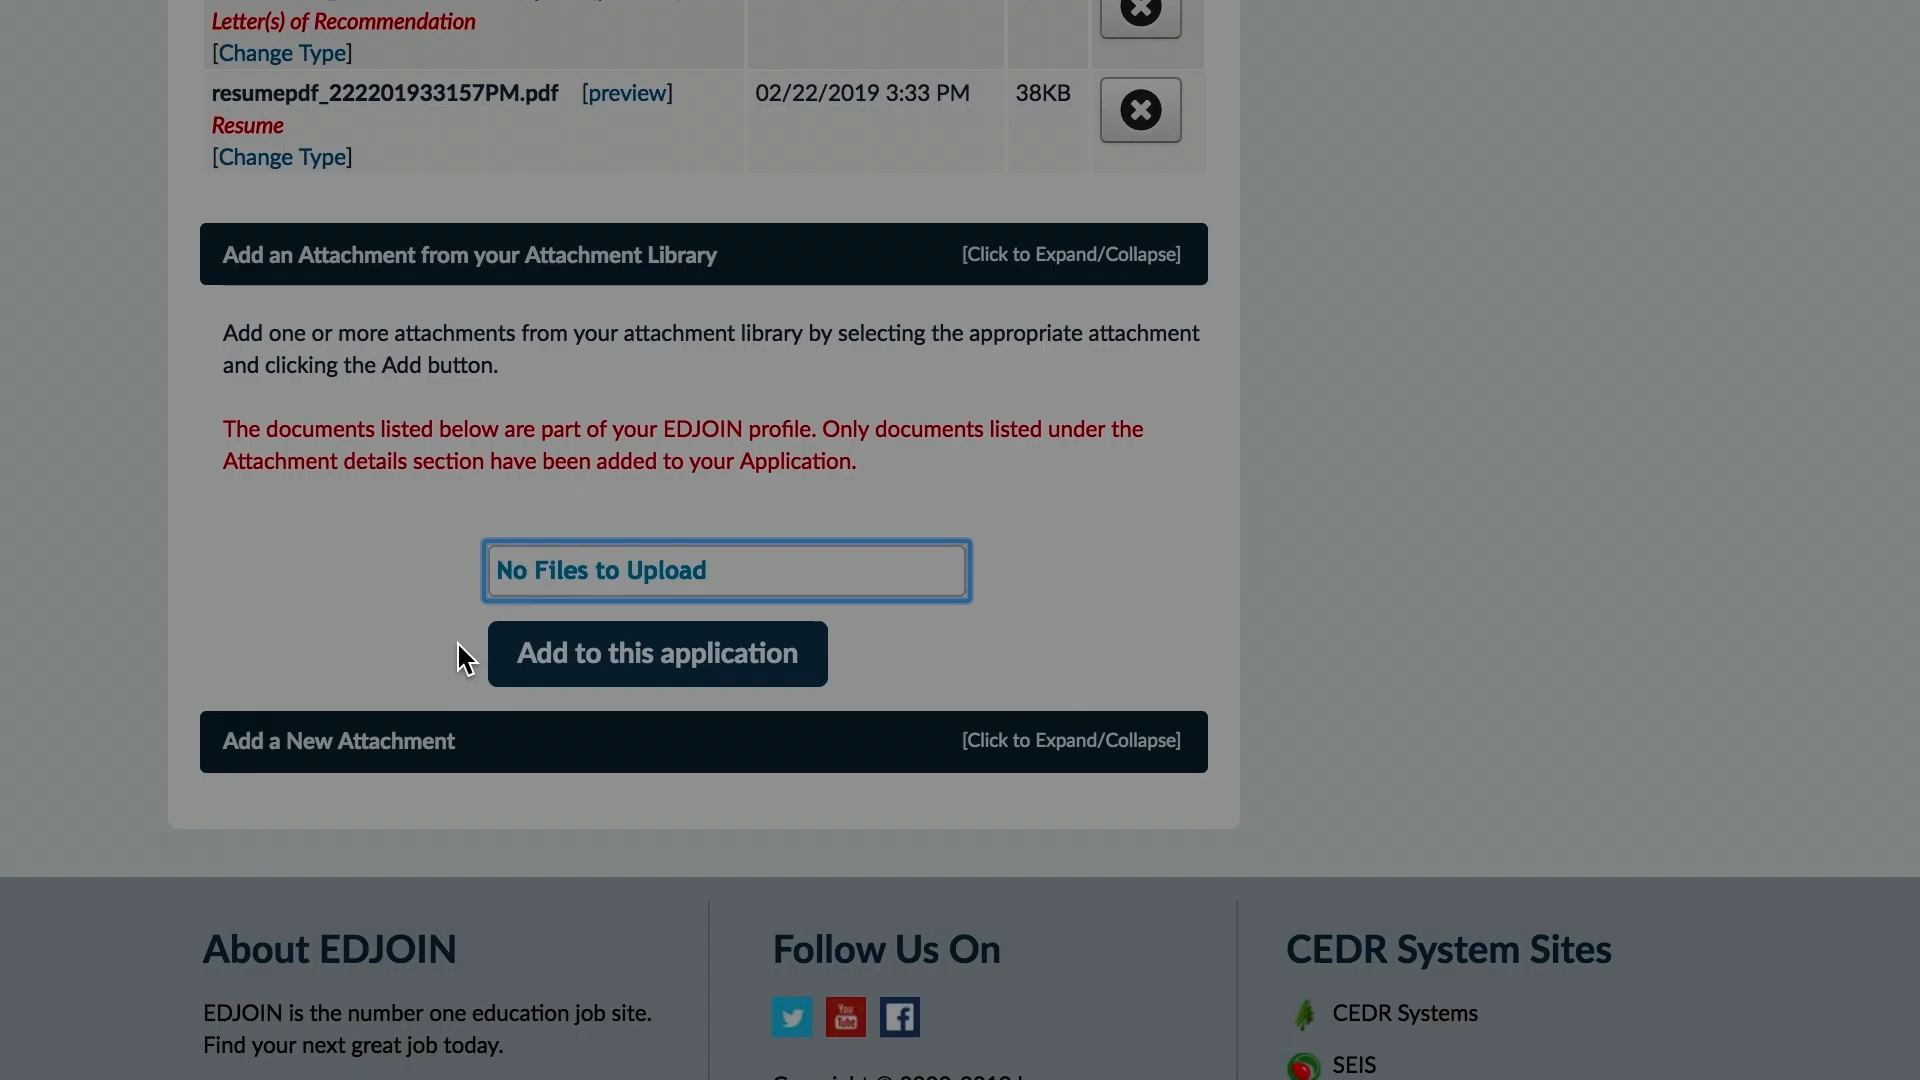 Letter(s) of Recommendation
[Change Type]
resumepdf_222201933157PM.pdf [preview] 02/22/2019 3:33 PM 38KB
Resume
[Change Type]
Add an Attachment from your Attachment Library [Click to Expand/Collapse]
Add one or more attachments from your attachment library by selecting the appropriate attachment
and clicking the Add button.
The documents listed below are part of your EDJOIN profile. Only documents listed under the
Attachment details section have been added to your Application.
No Files to Upload
Add to this application
Add a New Attachment [Click to Expand/Collapse]
About EDJOIN
EDJOIN is the number one education job site.
Find your next great job today.
Follow Us On
You
Tube
CEDR System Sites
CEDR Systems
SEIS